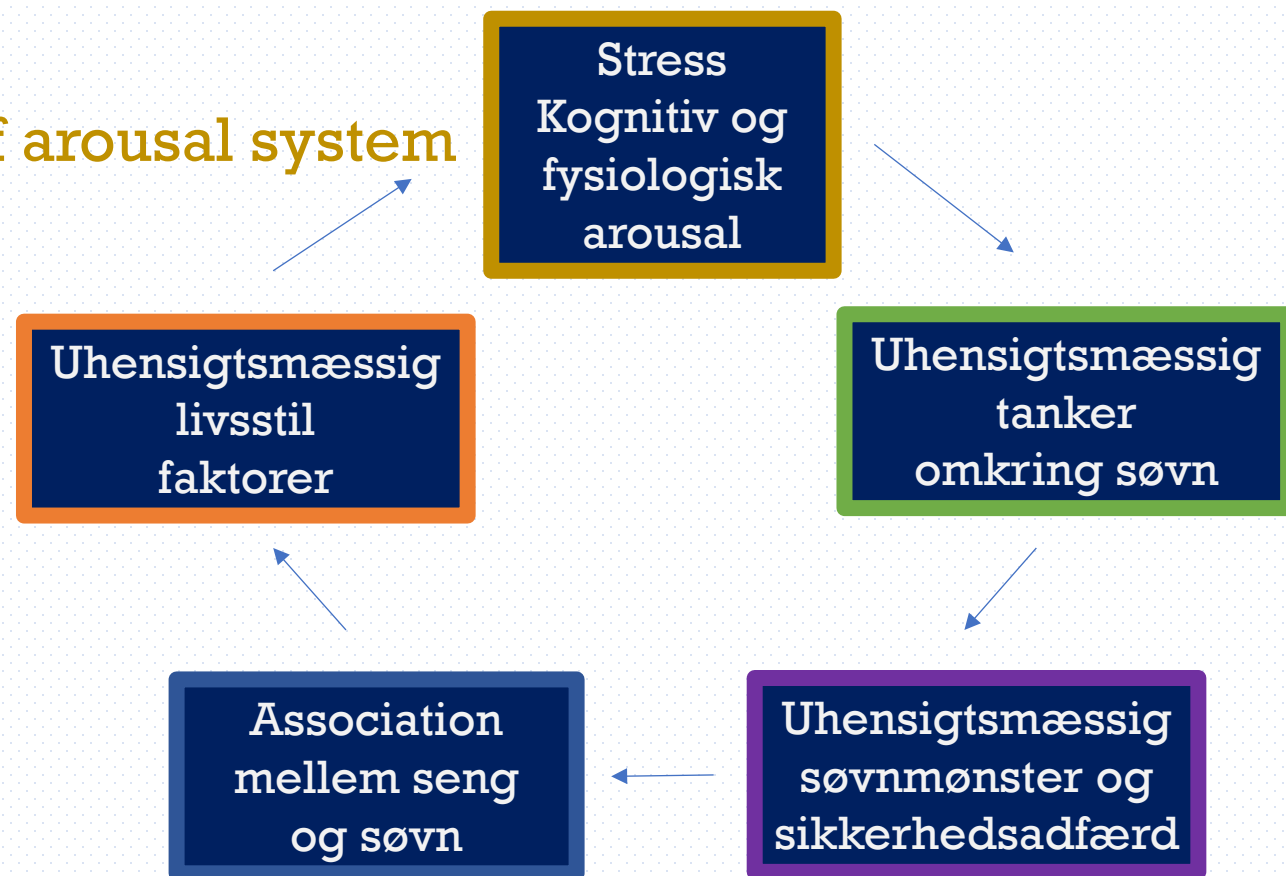 Stress
Kognitiv og
fysiologisk
arousal
arousal system
Uhensigtsmæssig
livsstil
faktorer
Uhensigtsmæssig
tanker
omkring søvn
Association
mellem seng
og søvn
Uhensigtsmæssig
søvnmønster og
sikkerhedsadfærd